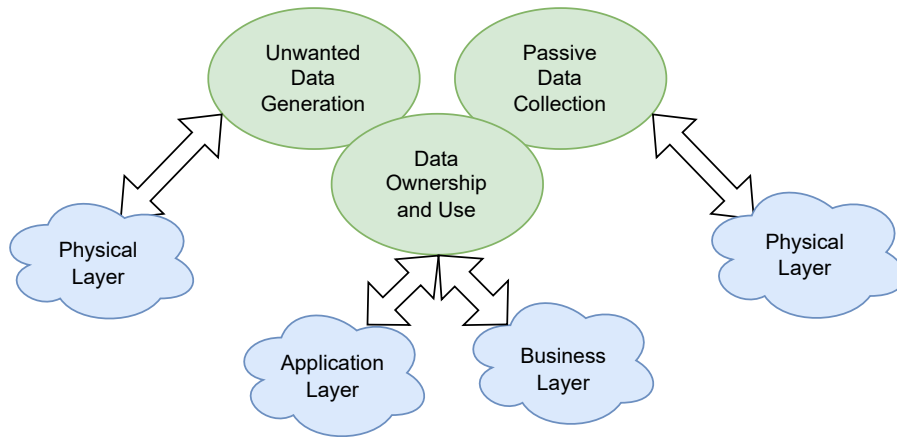 Unwanted
Data
Generation
Passive
Data
Collection
Data
Ownership
and Use
Physical
Layer
Physical
Layer
Application
Layer
Business
Layer